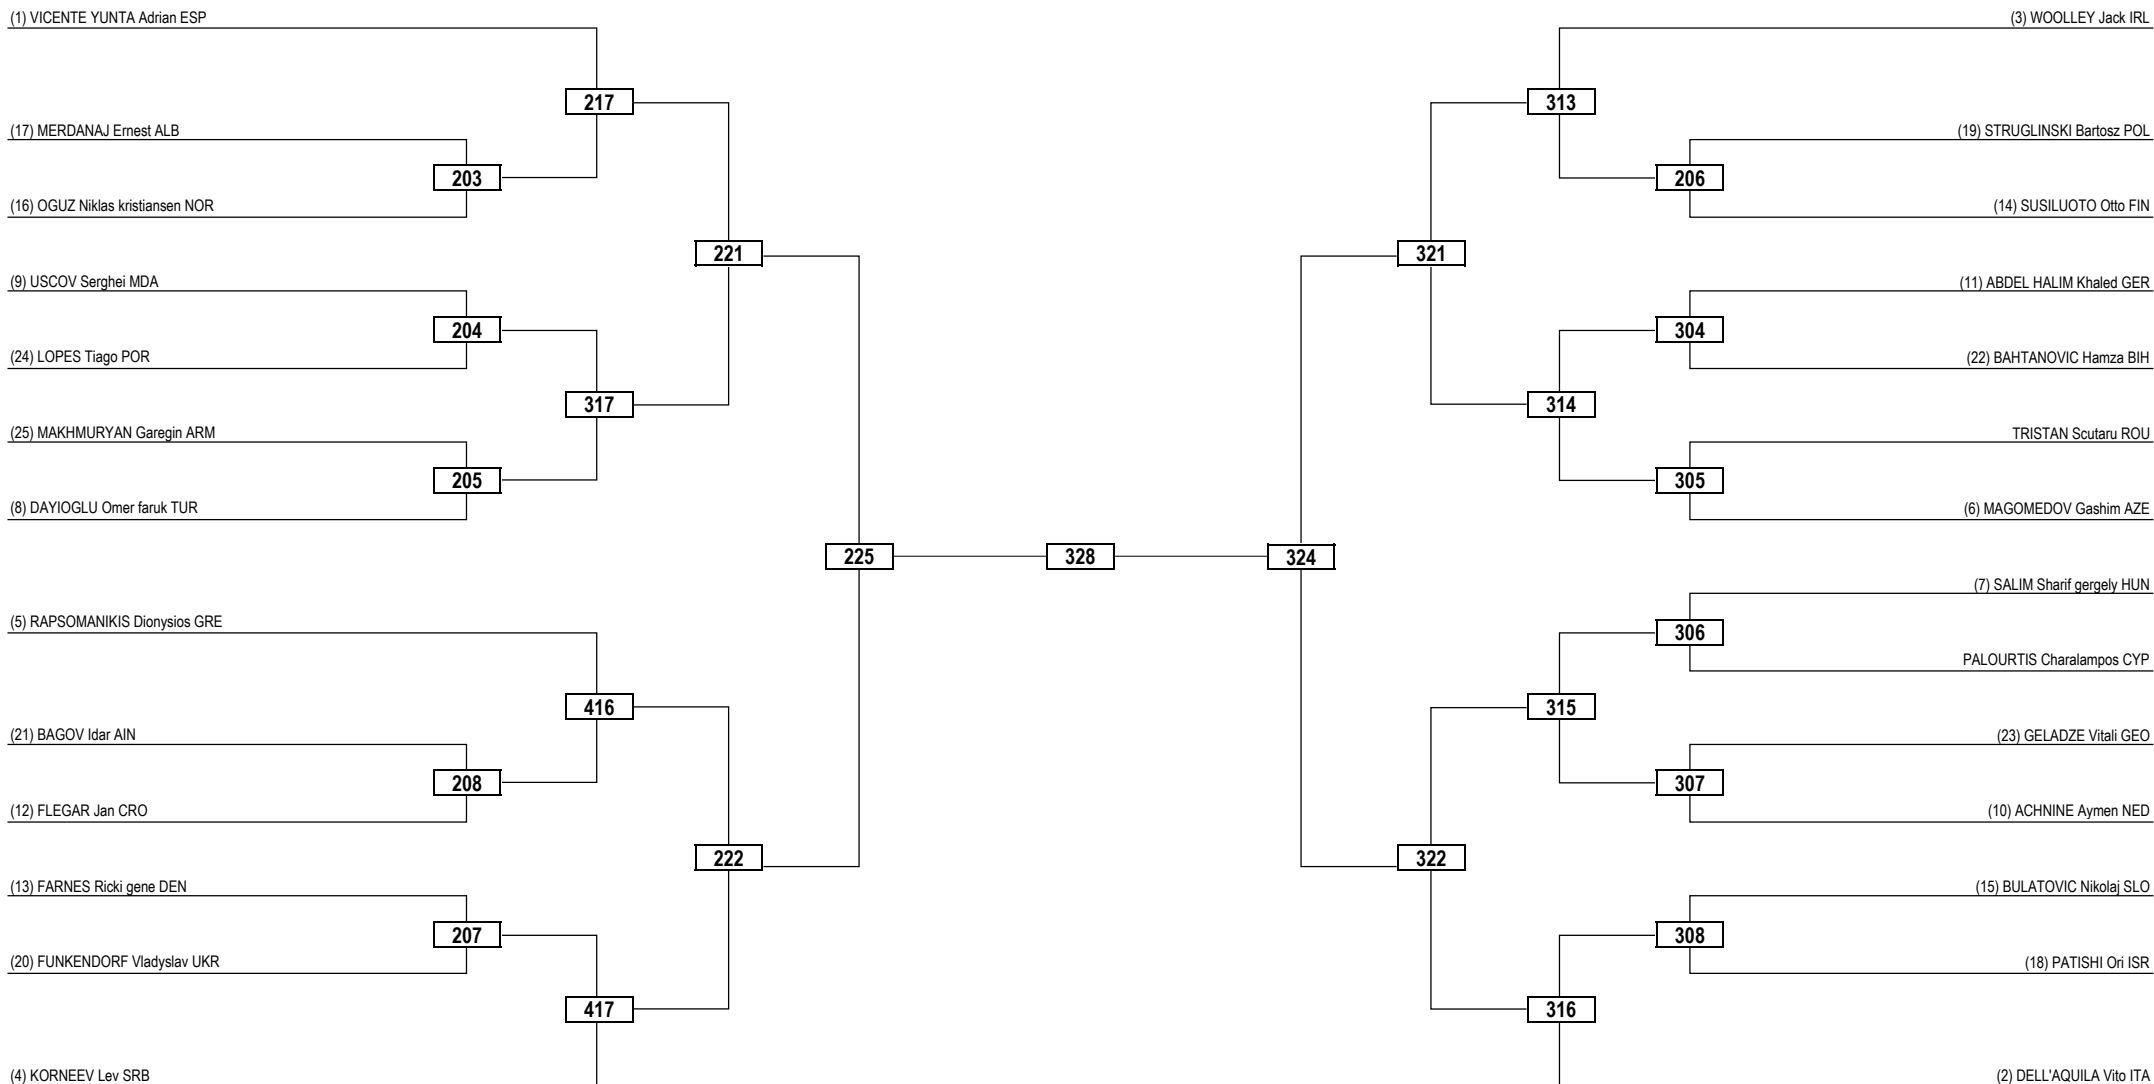 (1) VICENTE YUNTA Adrian ESP
217
(17) MERDANAJ Ernest ALB
203
(16) OGUZ Niklas kristiansen NOR
221
(9) USCOV Serghei MDA
204
(24) LOPES Tiago POR
317
(25) MAKHMURYAN Garegin ARM
205
(8) DAYIOGLU Omer faruk TUR
225
(5) RAPSOMANIKIS Dionysios GRE
416
(21) BAGOV Idar AIN
208
(12) FLEGAR Jan CRO
222
(13) FARNES Ricki gene DEN
207
(20) FUNKENDORF Vladyslav UKR
417
(4) KORNEEV Lev SRB
328
(3) WOOLLEY Jack IRL
313
(19) STRUGLINSKI Bartosz POL
206
(14) SUSILUOTO Otto FIN
321
(11) ABDEL HALIM Khaled GER
304
(22) BAHTANOVIC Hamza BIH
314
TRISTAN Scutaru ROU
305
(6) MAGOMEDOV Gashim AZE
324
(7) SALIM Sharif gergely HUN
306
PALOURTIS Charalampos CYP
315
(23) GELADZE Vitali GEO
307
(10) ACHNINE Aymen NED
322
(15) BULATOVIC Nikolaj SLO
308
(18) PATISHI Ori ISR
316
(2) DELL'AQUILA Vito ITA